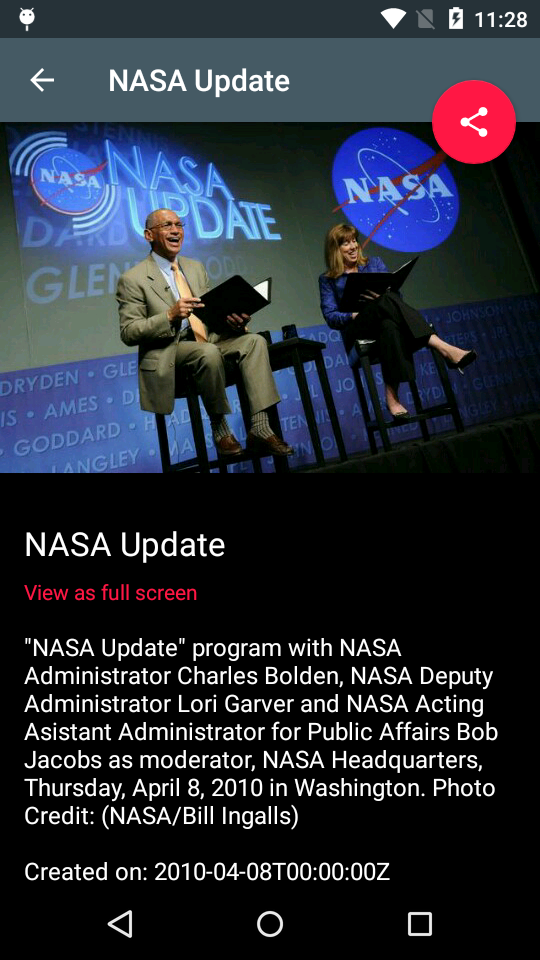 11:28
NASA Update
NASA
NASA
UPDATE
NASA
GLEN
DRYDEN • GLE
IS • AMES • D
• GODDARD • HEAD
LANGLEY •
JOHNSON
NASA Update
View as full screen
"NASA Update" program with NASA
Administrator Charles Bolden, NASA Deputy
Administrator Lori Garver and NASA Acting
Asistant Administrator for Public Affairs Bob
Jacobs as moderator, NASA Headquarters,
Thursday, April 8, 2010 in Washington. Photo
Credit: (NASA/Bill Ingalls)
Created on: 2010-04-08T00:00:00Z